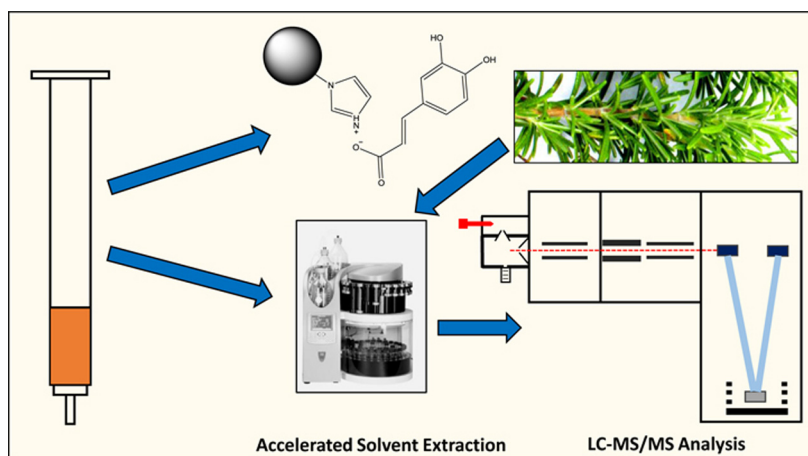 HO
OH
N
H
N
+
O⁻
O
Accelerated Solvent Extraction
LC-MS/MS Analysis